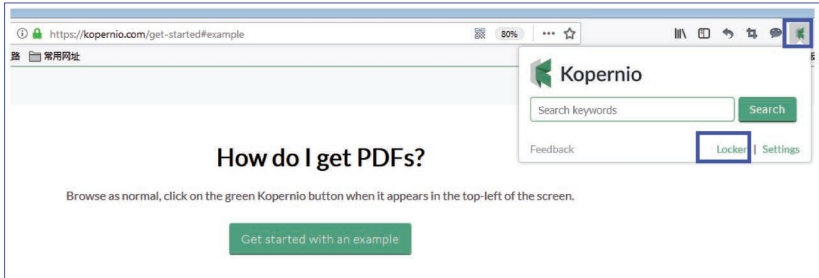 https://kopernio.com/get-started#example
80%
路 常用网址
Kopernio
Search keywords
Search
Feedback
Locker | Settings
How do I get PDFs?
Browse as normal, click on the green Kopernio button when it appears in the top-left of the screen.
Get started with an example